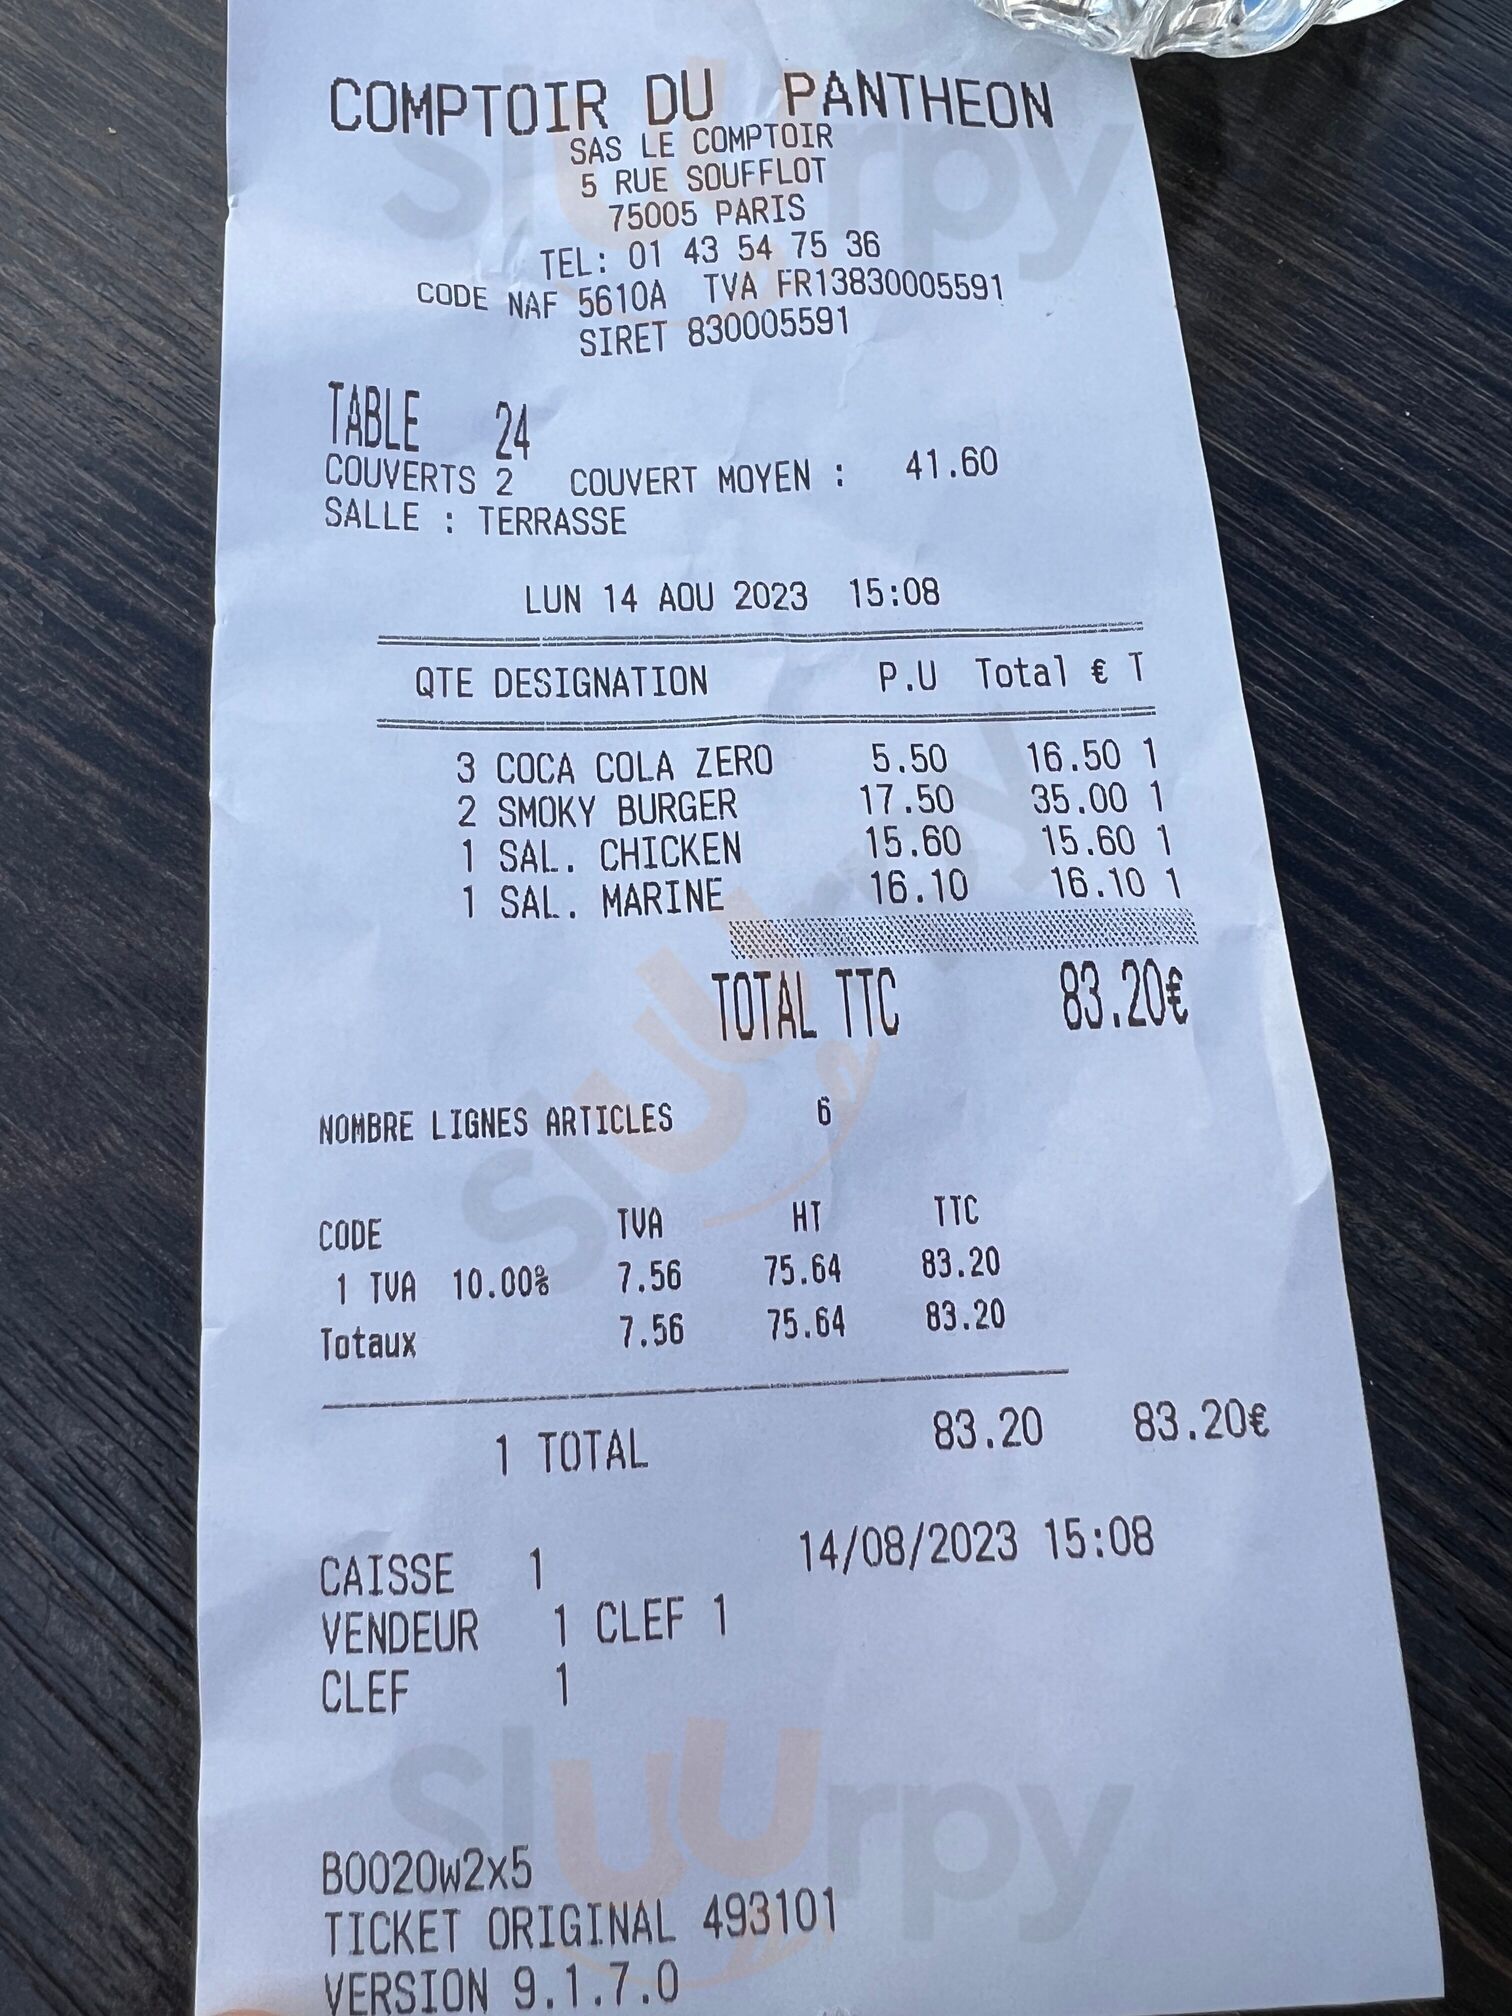 COMPTOIR DU PANTHEON
SAS LE COMPTOIR
5 RUE SOUFFLOT
75005 PARIS
TEL: 01 43 54 75 36
CODE NAF 5610A TVA FR13830005591
SIRET 830005591
TABLE 24
COUVERTS 2 COUVERT MOYEN : 41.60
SALLE : TERRASSE
LUN 14 AOU 2023 15:08
QTE DESIGNATION P.U Total € T
3 COCA COLA ZERO 5.50 16.50 1
2 SMOKY BURGER 17.50 35.00 1
1 SAL. CHICKEN 15.60 15.60 1
1 SAL. MARINE 16.10 16.10 1
TOTAL TTC 83.20€
NOMBRE LIGNES ARTICLES 6
CODE TVA HT TTC
1 TVA 10.00% 7.56 75.64 83.20
Totaux 7.56 75.64 83.20
1 TOTAL 83.20 83.20€
CAISSE 1 14/08/2023 15:08
VENDEUR 1 CLEF 1
CLEF 1
B0020w2x5
TICKET ORIGINAL 493101
VERSION 9.1.7.0
slUurpy
slUurpy
slUurpy